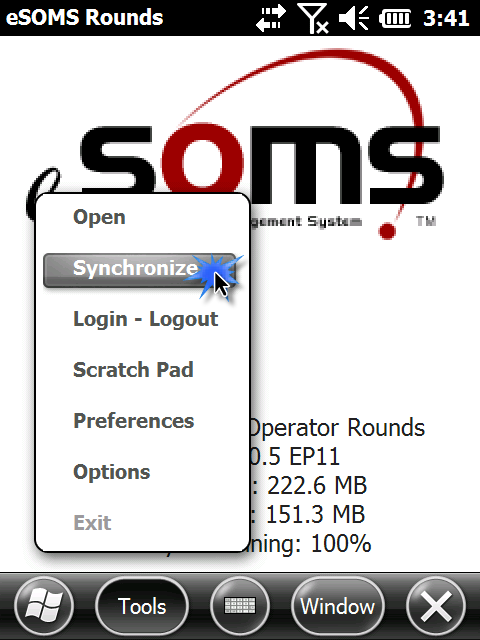 eSOMS Rounds 3:41
eSOMS
gement System TM
Open
Synchronize
Login - Logout
Scratch Pad
Preferences
Options
Exit
Operator Rounds
0.5 EP11
: 222.6 MB
: 151.3 MB
ning: 100%
Tools
Window